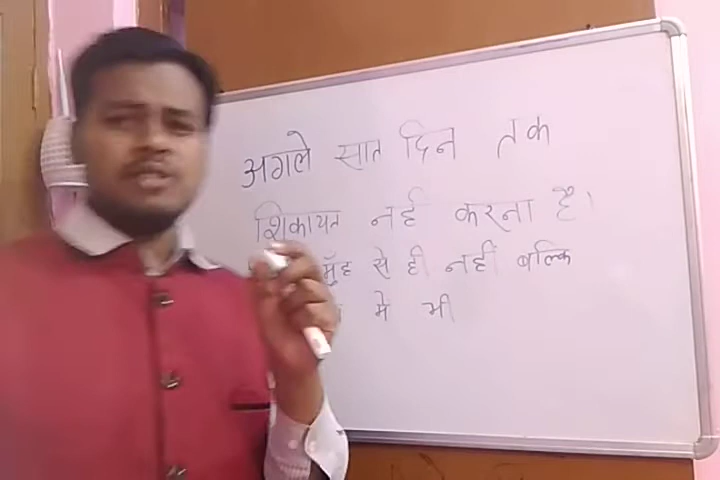 अगले सात दिन तक
शिकायत नहीं करना है।
मुँह से ही नहीं बल्कि
मे भी